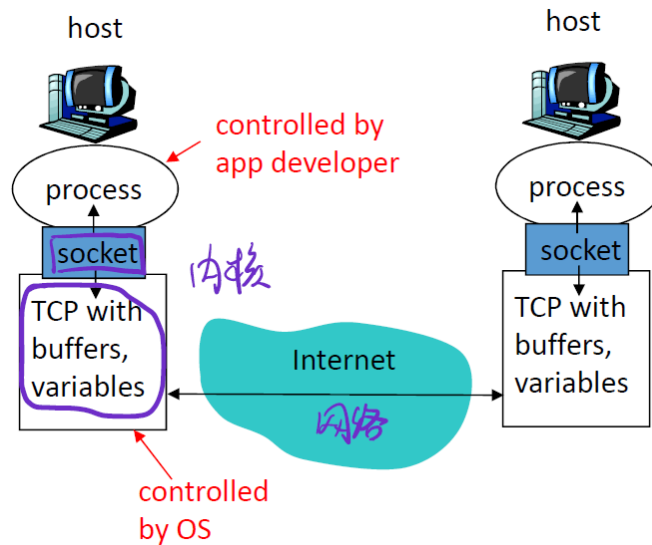 host
host
controlled by
app developer
process
process
socket
socket
内核
TCP with
buffers,
variables
TCP with
buffers,
variables
Internet
网络
controlled
by OS